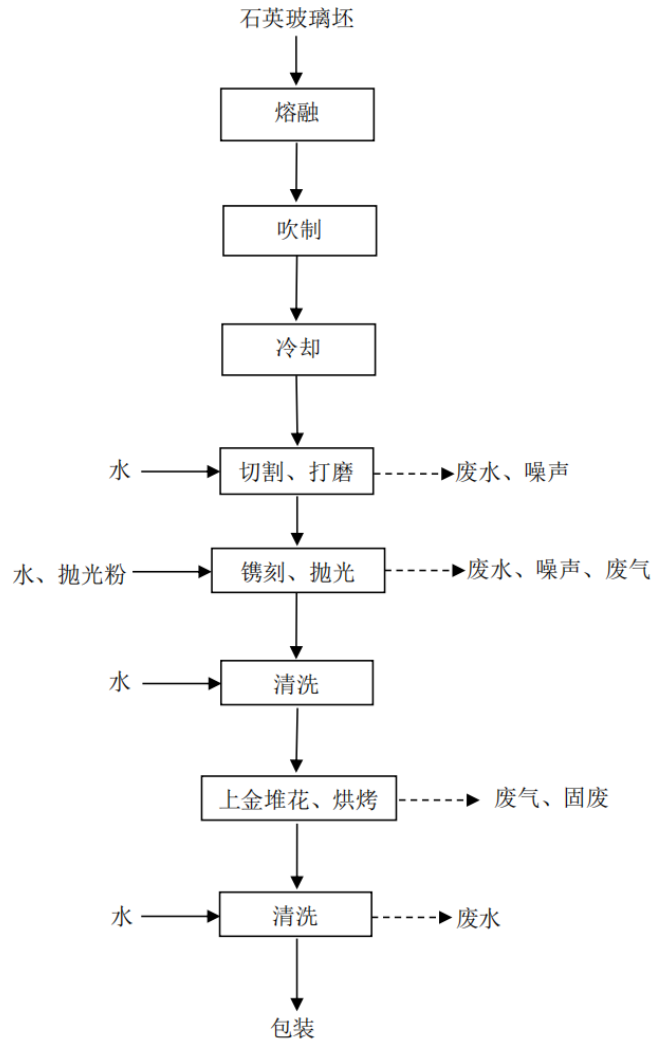 石英玻璃坯
熔融
吹制
冷却
水
切割、打磨
废水、噪声
水、抛光粉
镌刻、抛光
废水、噪声、废气
水
清洗
上金堆花、烘烤
废气、固废
水
清洗
废水
包装